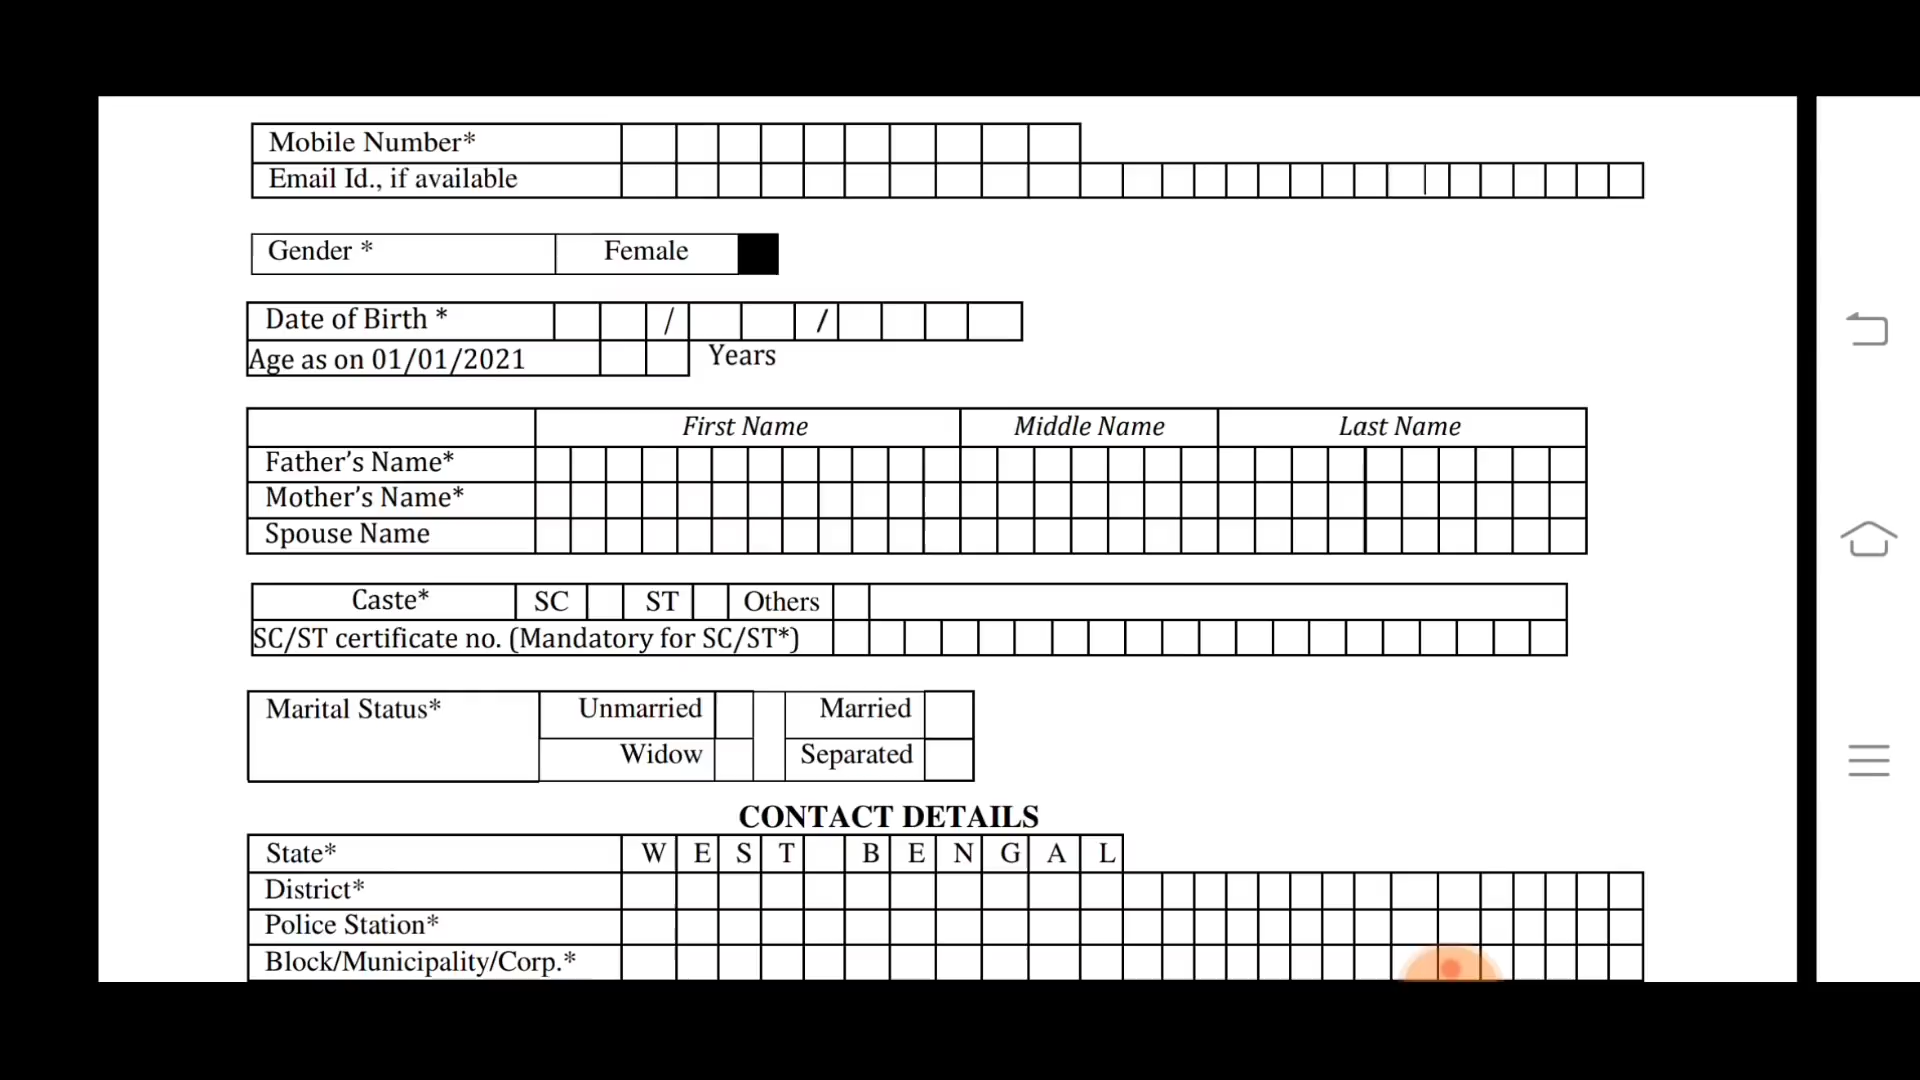 Mobile Number*
Email Id., if available
Gender * Female
Date of Birth * / /
Age as on 01/01/2021 Years
First Name Middle Name Last Name
Father’s Name*
Mother’s Name*
Spouse Name
Caste* SC ST Others
SC/ST certificate no. (Mandatory for SC/ST*)
Marital Status* Unmarried Married
Widow Separated
CONTACT DETAILS
State* W E S T B E N G A L
District*
Police Station*
Block/Municipality/Corp.*